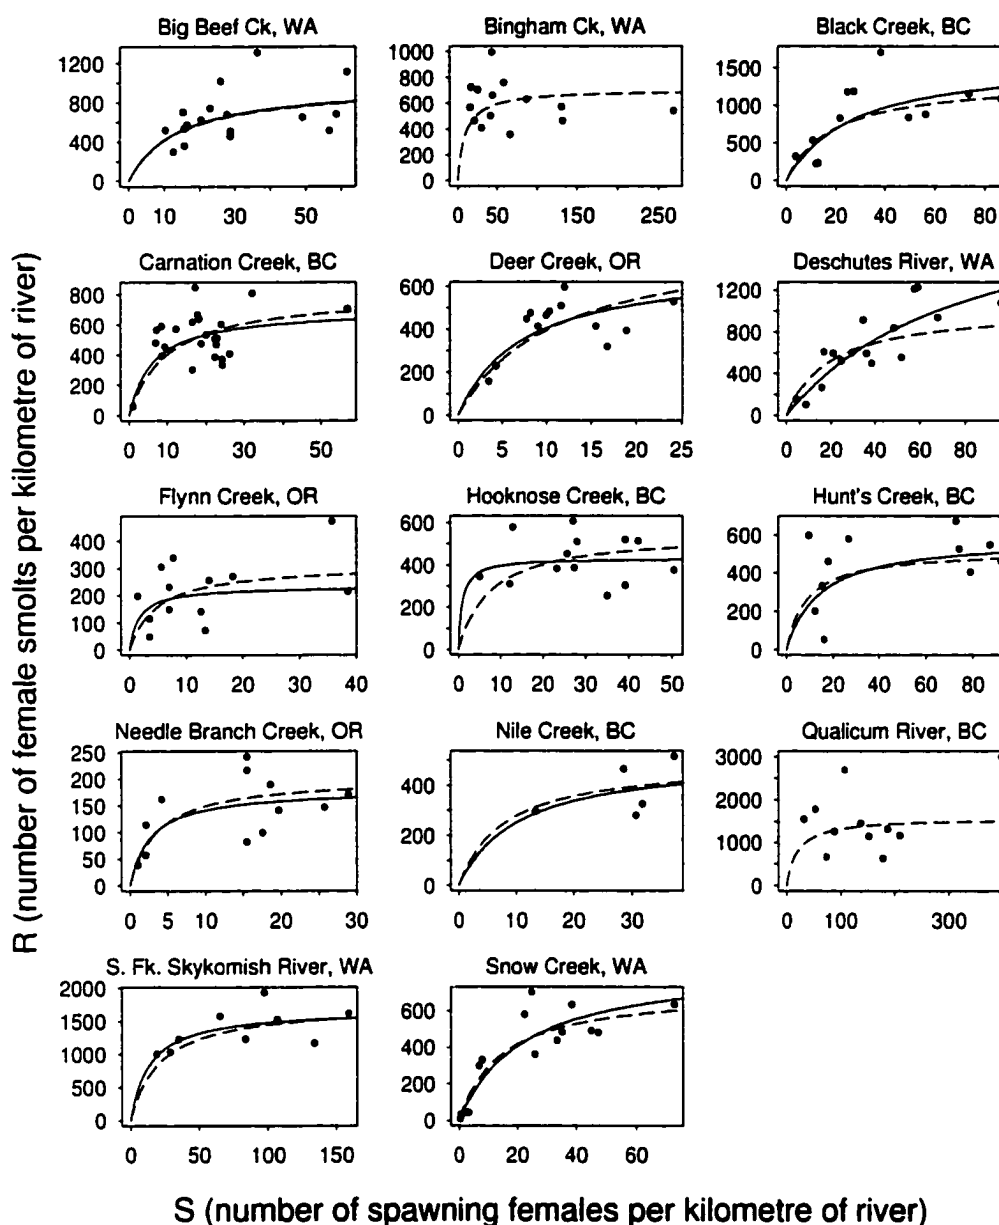 Big Beef Ck, WA
Bingham Ck, WA
Black Creek, BC
1200
800
400
0
0 10 30 50
1000
800
600
400
200
0
0 50 150 250
1500
1000
500
0
0 20 40 60 80
Carnation Creek, BC
Deer Creek, OR
Deschutes River, WA
800
600
400
200
0
0 10 30 50
600
400
200
0
0 5 10 15 20 25
1200
800
400
0
0 20 40 60 80
Flynn Creek, OR
Hooknose Creek, BC
Hunt's Creek, BC
400
300
200
100
0
0 10 20 30 40
600
400
200
0
0 10 20 30 40 50
600
400
200
0
0 20 40 60 80
Needle Branch Creek, OR
Nile Creek, BC
Qualicum River, BC
250
200
150
100
50
0
0 5 10 20 30
400
200
0
0 10 20 30
3000
2000
1000
0
0 100 300
S. Fk. Skykomish River, WA
Snow Creek, WA
2000
1500
1000
500
0
0 50 100 150
600
400
200
0
0 20 40 60
R (number of female smolts per kilometre of river)
S (number of spawning females per kilometre of river)